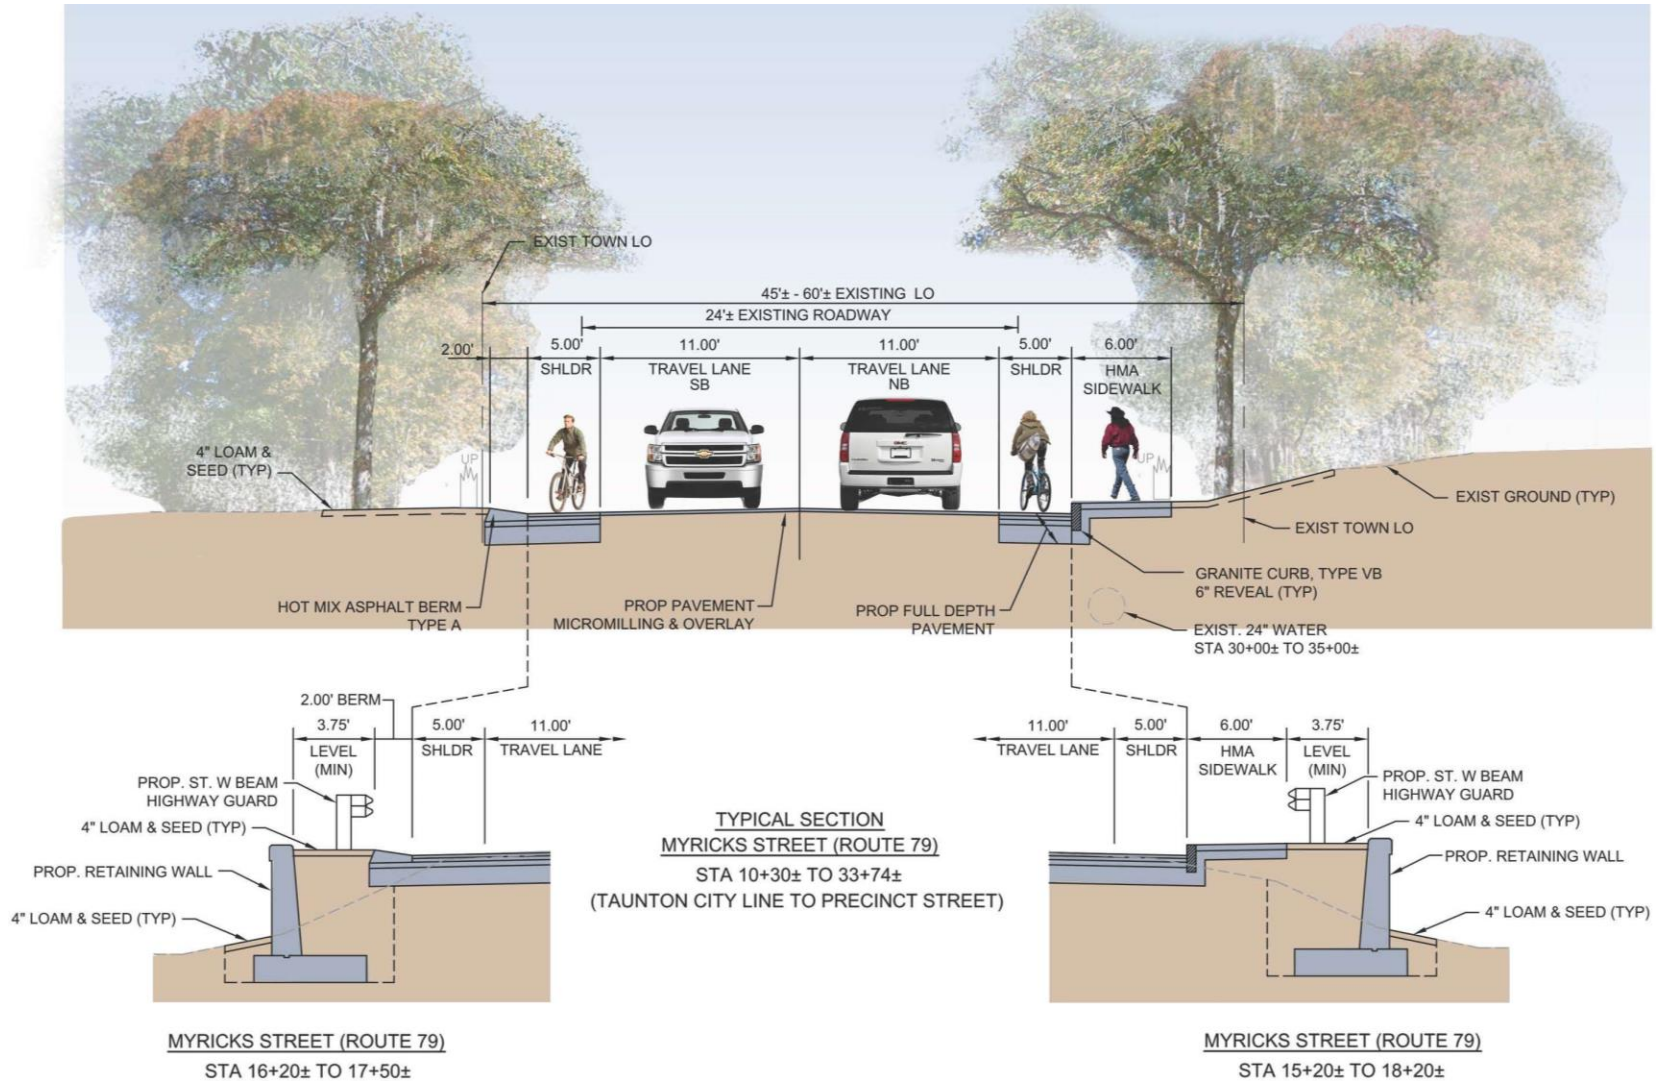 EXIST TOWN LO
45'± - 60'± EXISTING LO
24'± EXISTING ROADWAY
2.00'
5.00'
SHLDR
11.00'
TRAVEL LANE
SB
11.00'
TRAVEL LANE
NB
5.00'
SHLDR
6.00'
HMA
SIDEWALK
4" LOAM &
SEED (TYP)
UP
UP
GMC
EXIST GROUND (TYP)
EXIST TOWN LO
HOT MIX ASPHALT BERM
TYPE A
PROP PAVEMENT
MICROMILLING & OVERLAY
PROP FULL DEPTH
PAVEMENT
GRANITE CURB, TYPE VB
6" REVEAL (TYP)
EXIST. 24" WATER
STA 30+00± TO 35+00±
2.00' BERM
3.75'
LEVEL
(MIN)
5.00'
SHLDR
11.00'
TRAVEL LANE
PROP. ST. W BEAM
HIGHWAY GUARD
4" LOAM & SEED (TYP)
PROP. RETAINING WALL
4" LOAM & SEED (TYP)
MYRICKS STREET (ROUTE 79)
STA 16+20± TO 17+50±
TYPICAL SECTION
MYRICKS STREET (ROUTE 79)
STA 10+30± TO 33+74±
(TAUNTON CITY LINE TO PRECINCT STREET)
11.00'
TRAVEL LANE
5.00'
SHLDR
6.00'
HMA
SIDEWALK
3.75'
LEVEL
(MIN)
PROP. ST. W BEAM
HIGHWAY GUARD
4" LOAM & SEED (TYP)
PROP. RETAINING WALL
4" LOAM & SEED (TYP)
MYRICKS STREET (ROUTE 79)
STA 15+20± TO 18+20±